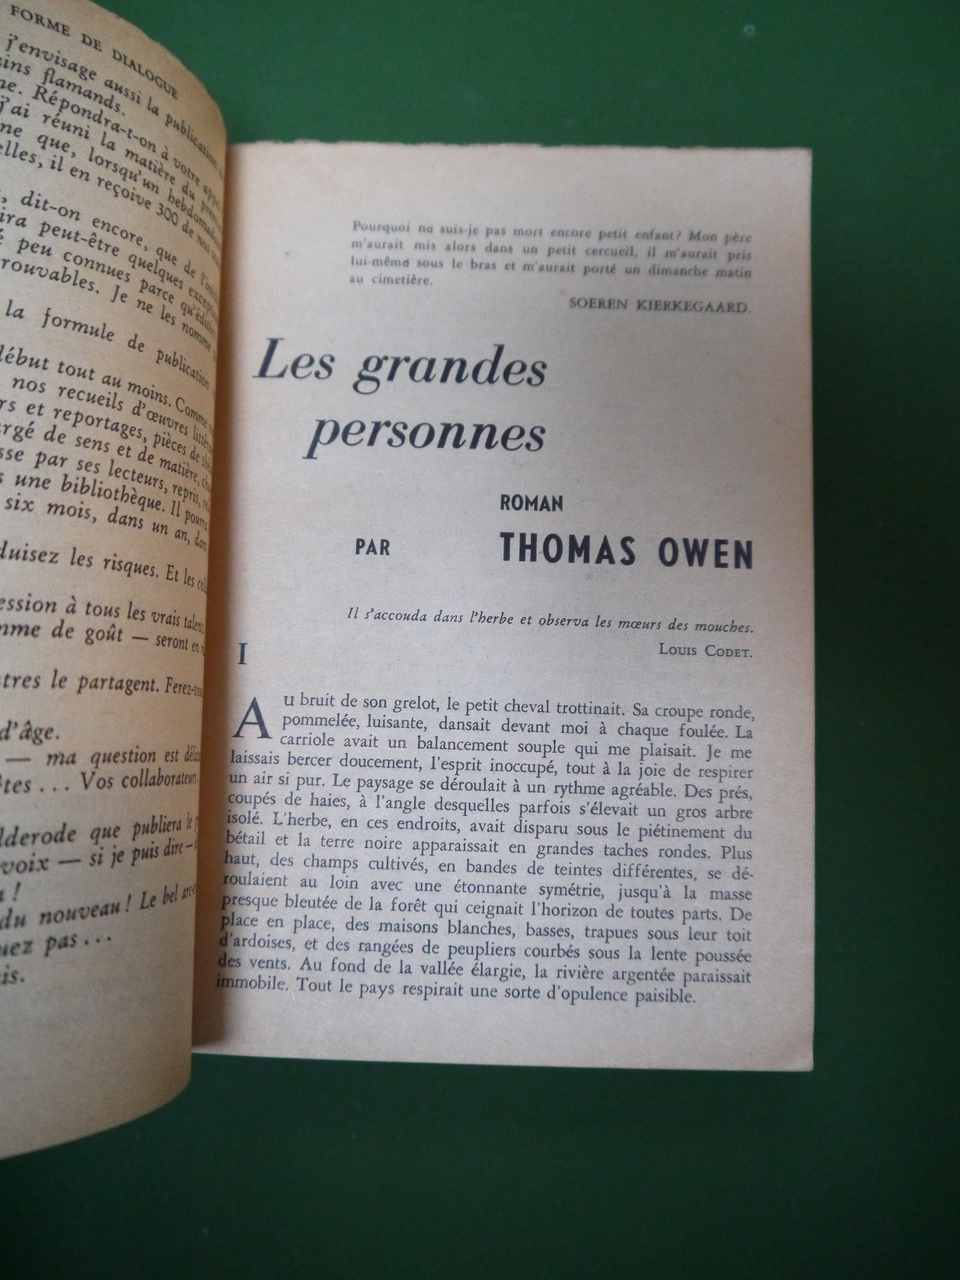 FORME DE DIALOGUE
j'envisage aussi la publication
flamands.
Répondra-t-on à votre
j'ai réuni la matière du
que, lorsqu'un
il en reçoive 300 de nos
dit-on encore, que de
peut-être quelques
peu connues parce
Je ne les nomme
la formule de publication
début tout au moins.
nos recueils d'œuvres
et reportages, pièces de
de sens et de matière,
par ses lecteurs, repris,
une bibliothèque. Il pourra
six mois, dans un an, dans
les risques. Et les
à tous les vrais
de goût — seront en
le partagent.
d'âge.
— ma question est
... Vos collaborateurs
que publiera le
voix — si je puis dire —
!
du nouveau ! Le bel
pas ...
Pourquoi ne suis-je pas mort encore petit enfant? Mon père
m'aurait mis alors dans un petit cercueil, il m'aurait pris
lui-même sous le bras et m'aurait porté un dimanche matin
au cimetière.
SOEREN KIERKEGAARD.
Les grandes
personnes
ROMAN
PAR THOMAS OWEN
Il s'accouda dans l'herbe et observa les mœurs des mouches.
LOUIS CODET.
I
Au bruit de son grelot, le petit cheval trottinait. Sa croupe ronde,
pommelée, luisante, dansait devant moi à chaque foulée. La
carriole avait un balancement souple qui me plaisait. Je me
laissais bercer doucement, l'esprit inoccupé, tout à la joie de respirer
un air si pur. Le paysage se déroulait à un rythme agréable. Des prés,
coupés de haies, à l'angle desquelles parfois s'élevait un gros arbre
isolé. L'herbe, en ces endroits, avait disparu sous le piétinement du
bétail et la terre noire apparaissait en grandes taches rondes. Plus
haut, des champs cultivés, en bandes de teintes différentes, se dé-
roulaient au loin avec une étonnante symétrie, jusqu'à la masse
presque bleutée de la forêt qui ceignait l'horizon de toutes parts. De
place en place, des maisons blanches, basses, trapues sous leur toit
d'ardoises, et des rangées de peupliers courbés sous la lente poussée
des vents. Au fond de la vallée élargie, la rivière argentée paraissait
immobile. Tout le pays respirait une sorte d'opulence paisible.